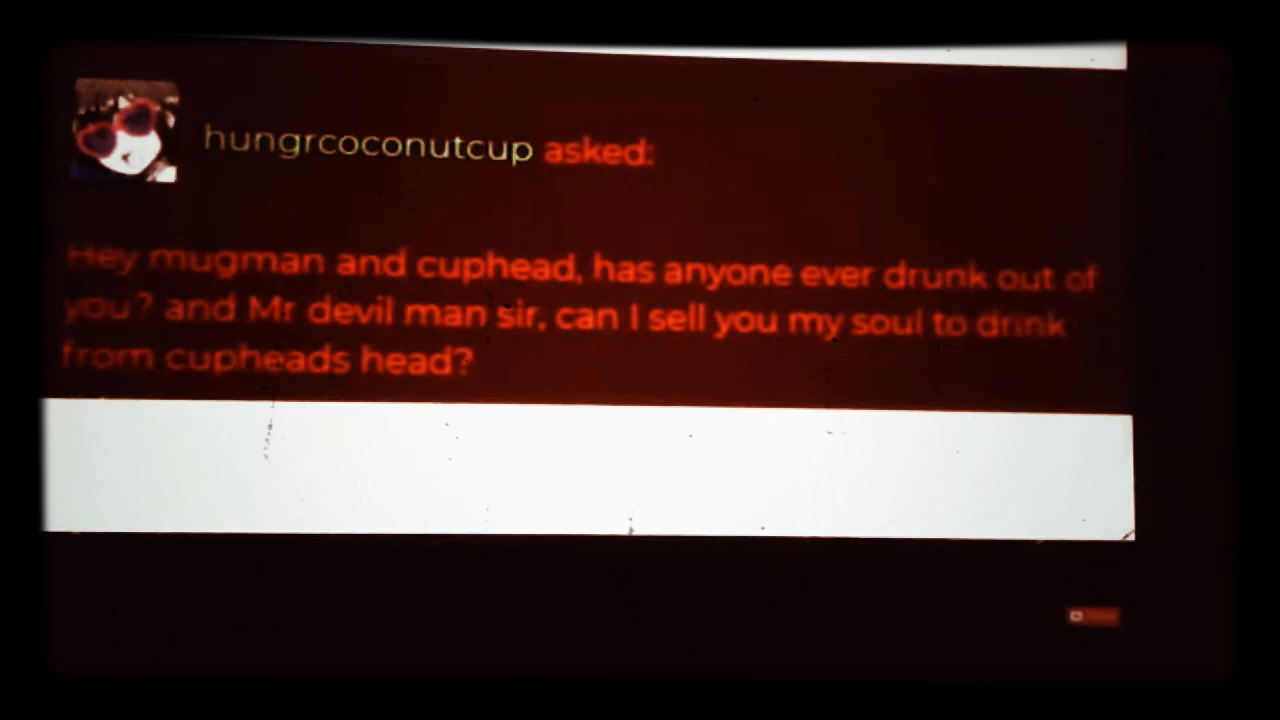 hungrcoconutcup asked:
Hey mugman and cuphead, has anyone ever drunk out of
you? and Mr devil man sir, can I sell you my soul to drink
from cupheads head?